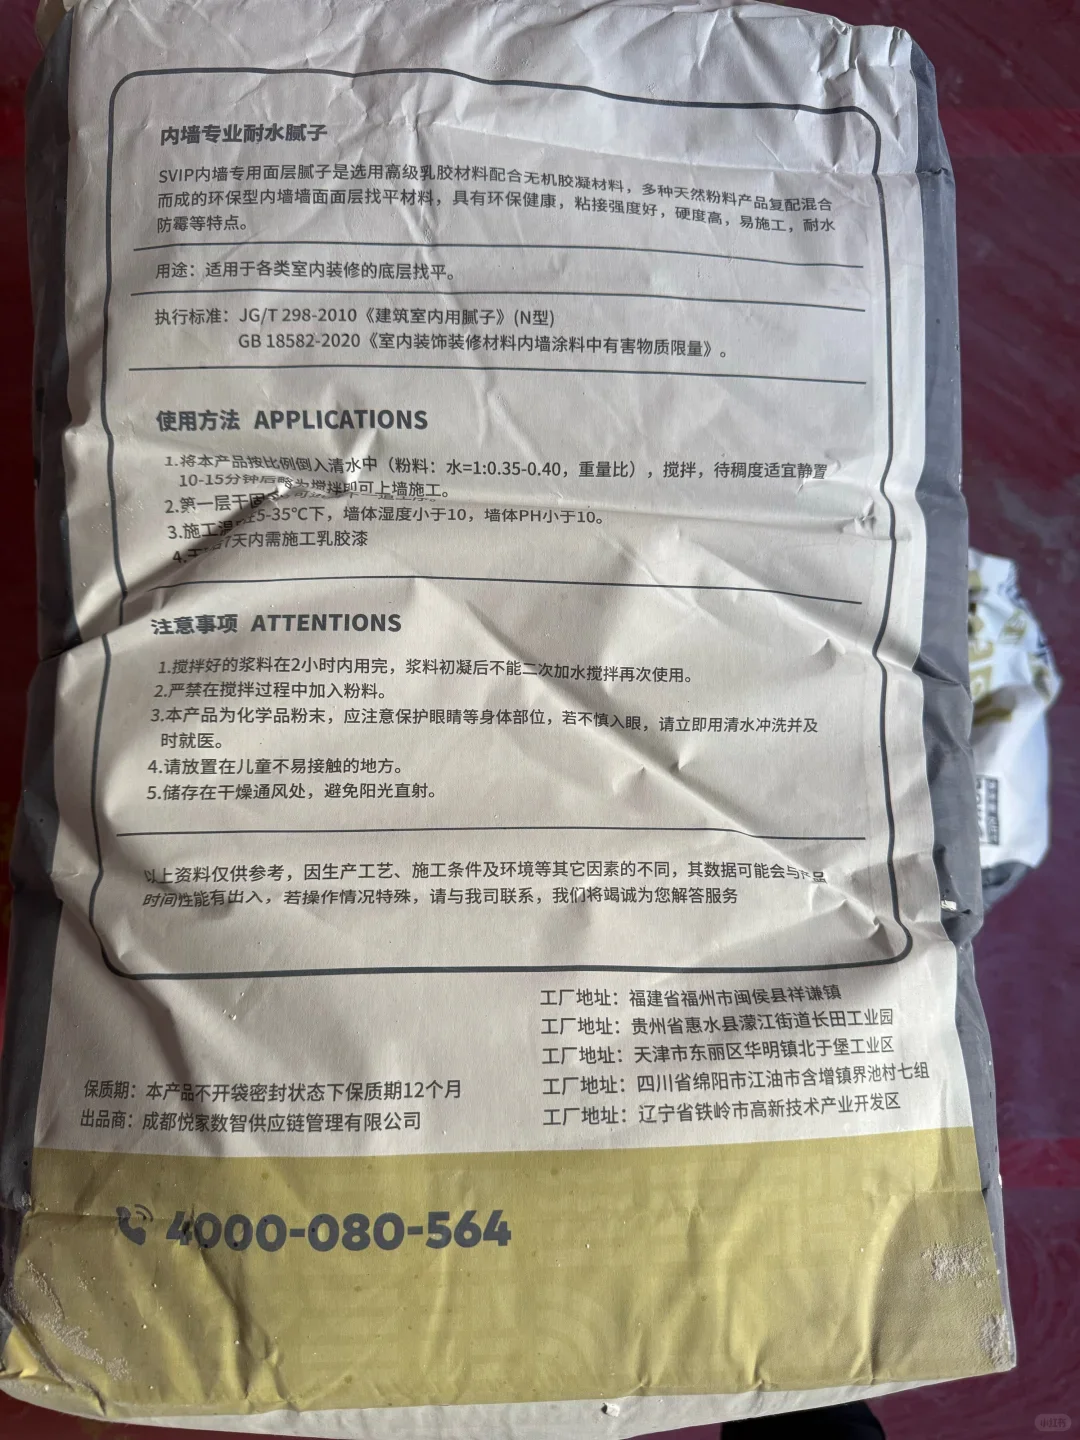 内墙专业耐水腻子
SVIP内墙专用面层腻子是选用高级乳胶材料配合无机胶凝材料，多种天然粉料产品复配混合
而成的环保型内墙墙面面层找平材料，具有环保健康，粘接强度好，硬度高，易施工，耐水
防霉等特点。
用途：适用于各类室内装修的底层找平。
执行标准：JG/T 298-2010《建筑室内用腻子》(N型)
GB 18582-2020《室内装饰装修材料内墙涂料中有害物质限量》。
使用方法 APPLICATIONS
1.将本产品按比例倒入清水中（粉料：水=1:0.35-0.40，重量比），搅拌，待稠度适宜静置
10-15分钟后 为搅拌即可上墙施工。
2.第一层干固
3.施工温 5-35℃下，墙体湿度小于10，墙体PH小于10。
4. 7天内需施工乳胶漆
注意事项 ATTENTIONS
1.搅拌好的浆料在2小时内用完，浆料初凝后不能二次加水搅拌再次使用。
2.严禁在搅拌过程中加入粉料。
3.本产品为化学品粉末，应注意保护眼睛等身体部位，若不慎入眼，请立即用清水冲洗并及
时就医。
4.请放置在儿童不易接触的地方。
5.储存在干燥通风处，避免阳光直射。
以上资料仅供参考，因生产工艺、施工条件及环境等其它因素的不同，其数据可能会与产品
时间性能有出入，若操作情况特殊，请与我司联系，我们将竭诚为您解答服务
工厂地址：福建省福州市闽侯县祥谦镇
工厂地址：贵州省惠水县濛江街道长田工业园
工厂地址：天津市东丽区华明镇北于堡工业区
工厂地址：四川省绵阳市江油市含增镇界池村七组
工厂地址：辽宁省铁岭市高新技术产业开发区
保质期：本产品不开袋密封状态下保质期12个月
出品商：成都悦家数智供应链管理有限公司
4000-080-564
小红书